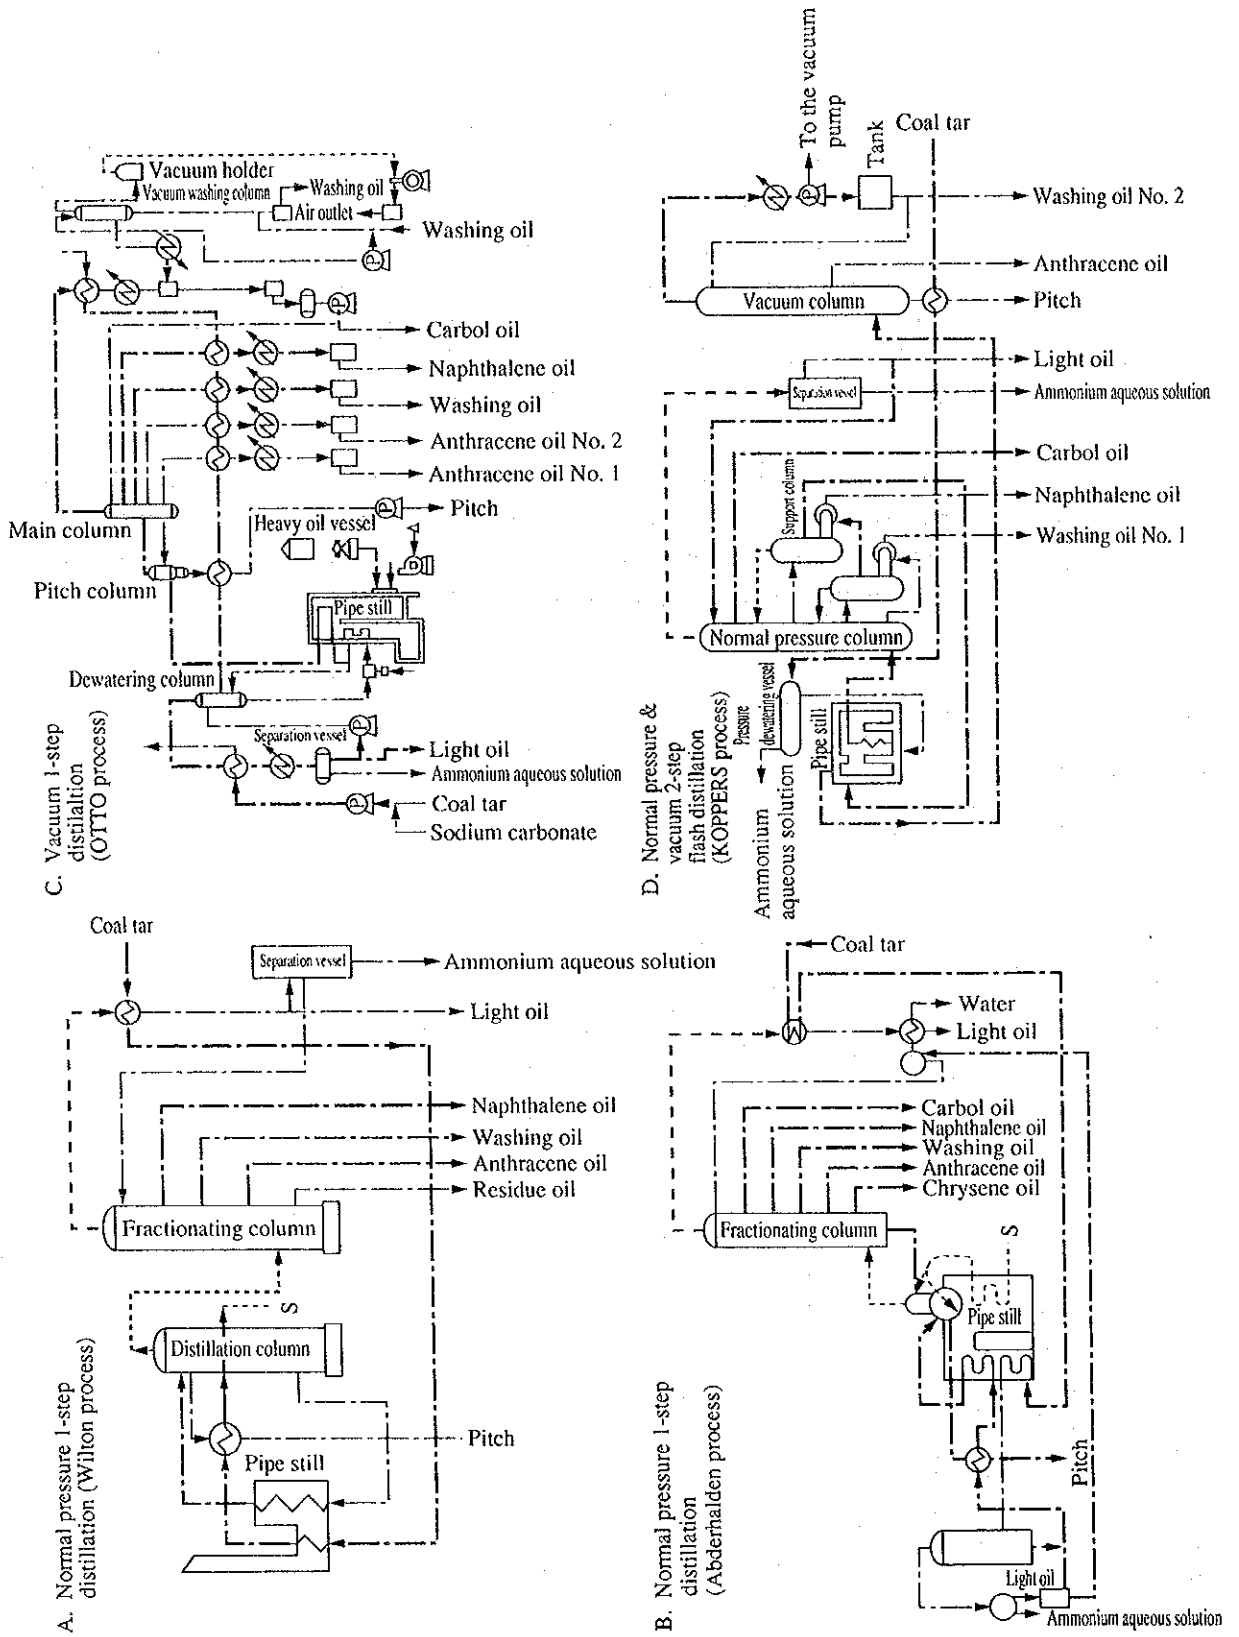 A. Normal pressure 1-step
distillation (Wilton process)
Coal tar
Separation vessel
Ammonium aqueous solution
Light oil
Naphthalene oil
Washing oil
Anthracene oil
Residue oil
Fractionating column
S
Distillation column
Pitch
Pipe still
B. Normal pressure 1-step
distillation
(Abderhalden process)
Coal tar
Water
Light oil
Carbol oil
Naphthalene oil
Washing oil
Anthracene oil
Chrysene oil
Fractionating column
S
Pipe still
Pitch
Light oil
Ammonium aqueous solution
C. Vacuum 1-step
distilaltion
(OTTO process)
Vacuum holder
Vacuum washing column
Washing oil
Air outlet
Washing oil
P
P
Carbol oil
Naphthalene oil
Washing oil
Anthracene oil No. 2
Anthracene oil No. 1
P
Pitch
Main column
Heavy oil vessel
Pitch column
Pipe still
Dewatering column
Separation vessel
P
Light oil
Ammonium aqueous solution
P
Coal tar
Sodium carbonate
D. Normal pressure &
vacuum 2-step
flash distillation
(KOPPERS process)
To the vacuum
pump
P
Tank
Coal tar
Washing oil No. 2
Anthracene oil
Vacuum column
Pitch
Light oil
Separation vessel
Ammonium aqueous solution
Carbol oil
Support column
Naphthalene oil
Washing oil No. 1
Normal pressure column
Pressure
dewatering vessel
Pipe still
Ammonium
aqueous solution